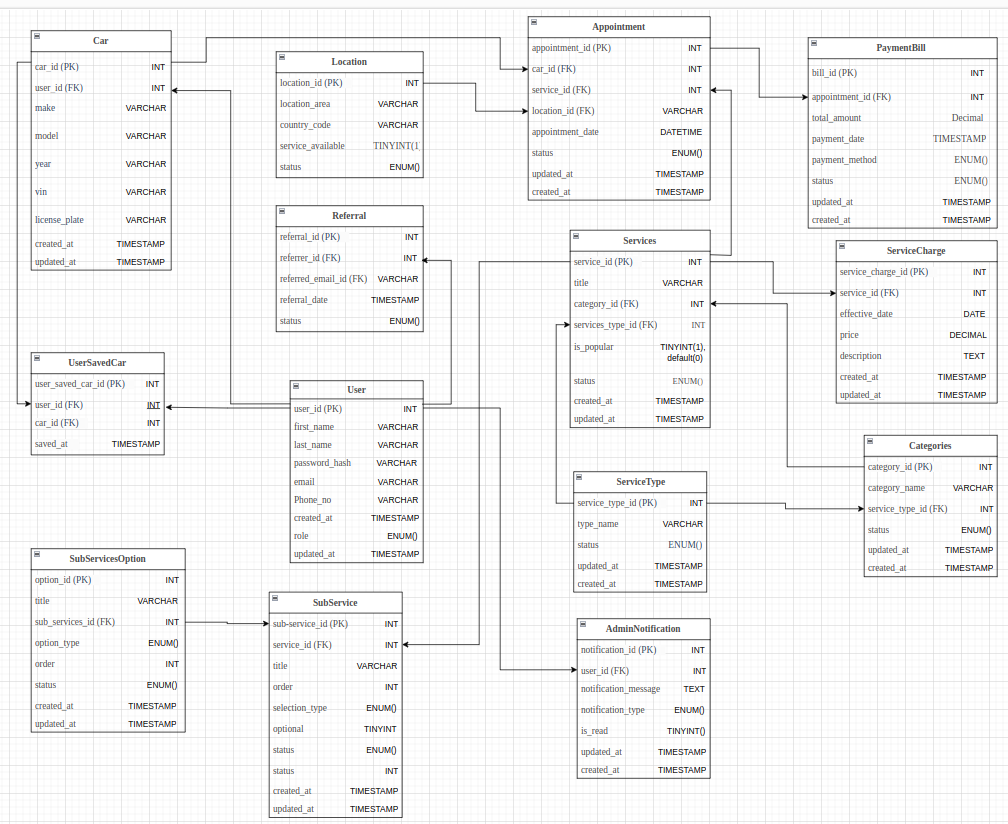 Car
car_id (PK) INT
user_id (FK) INT
make VARCHAR
model VARCHAR
year VARCHAR
vin VARCHAR
license_plate VARCHAR
created_at TIMESTAMP
updated_at TIMESTAMP
Location
location_id (PK) INT
location_area VARCHAR
country_code VARCHAR
service_available TINYINT(1
status ENUM()
Appointment
appointment_id (PK) INT
car_id (FK) INT
service_id (FK) INT
location_id (FK) VARCHAR
appointment_date DATETIME
status ENUM()
updated_at TIMESTAMP
created_at TIMESTAMP
PaymentBill
bill_id (PK) INT
appointment_id (FK) INT
total_amount Decimal
payment_date TIMESTAMP
payment_method ENUM()
status ENUM()
updated_at TIMESTAMP
created_at TIMESTAMP
Referral
referral_id (PK) INT
referrer_id (FK) INT
referred_email_id (FK) VARCHAR
referral_date TIMESTAMP
status ENUM()
Services
service_id (PK) INT
title VARCHAR
category_id (FK) INT
services_type_id (FK) INT
is_popular TINYINT(1),
default(0)
status ENUM()
created_at TIMESTAMP
updated_at TIMESTAMP
ServiceCharge
service_charge_id (PK) INT
service_id (FK) INT
effective_date DATE
price DECIMAL
description TEXT
created_at TIMESTAMP
updated_at TIMESTAMP
UserSavedCar
user_saved_car_id (PK) INT
user_id (FK) INT
car_id (FK) INT
saved_at TIMESTAMP
User
user_id (PK) INT
first_name VARCHAR
last_name VARCHAR
password_hash VARCHAR
email VARCHAR
Phone_no VARCHAR
created_at TIMESTAMP
role ENUM()
updated_at TIMESTAMP
Categories
category_id (PK) INT
category_name VARCHAR
service_type_id (FK) INT
status ENUM()
updated_at TIMESTAMP
created_at TIMESTAMP
ServiceType
service_type_id (PK) INT
type_name VARCHAR
status ENUM()
updated_at TIMESTAMP
created_at TIMESTAMP
SubServicesOption
option_id (PK) INT
title VARCHAR
sub_services_id (FK) INT
option_type ENUM()
order INT
status ENUM()
created_at TIMESTAMP
updated_at TIMESTAMP
SubService
sub-service_id (PK) INT
service_id (FK) INT
title VARCHAR
order INT
selection_type ENUM()
optional TINYINT
status ENUM()
status INT
created_at TIMESTAMP
updated_at TIMESTAMP
AdminNotification
notification_id (PK) INT
user_id (FK) INT
notification_message TEXT
notification_type ENUM()
is_read TINYINT()
updated_at TIMESTAMP
created_at TIMESTAMP